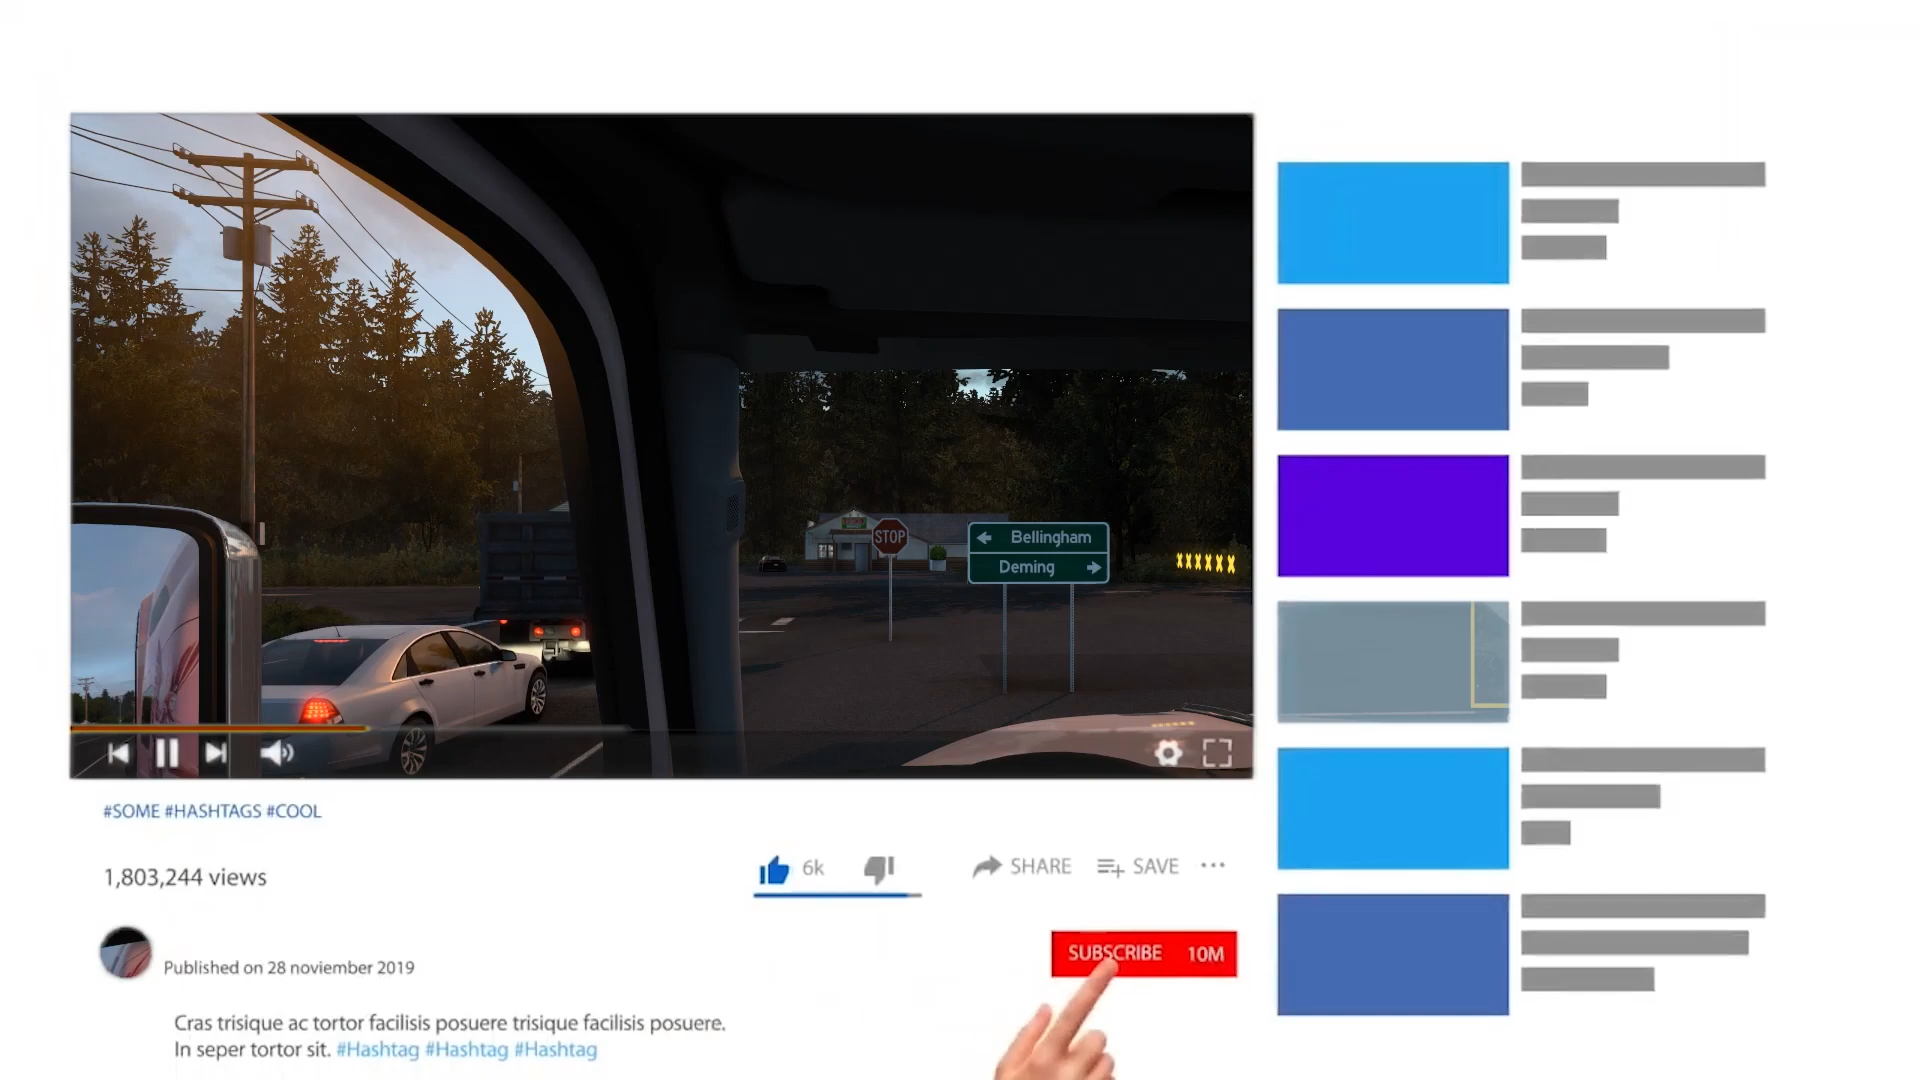 STOP
Bellingham
Deming
#SOME #HASHTAGS #COOL
1,803,244 views
6k
SHARE
SAVE
SUBSCRIBE 10M
Published on 28 noviember 2019
Cras trisique ac tortor facilisis posuere trisique facilisis posuere.
In seper tortor sit. #Hashtag #Hashtag #Hashtag